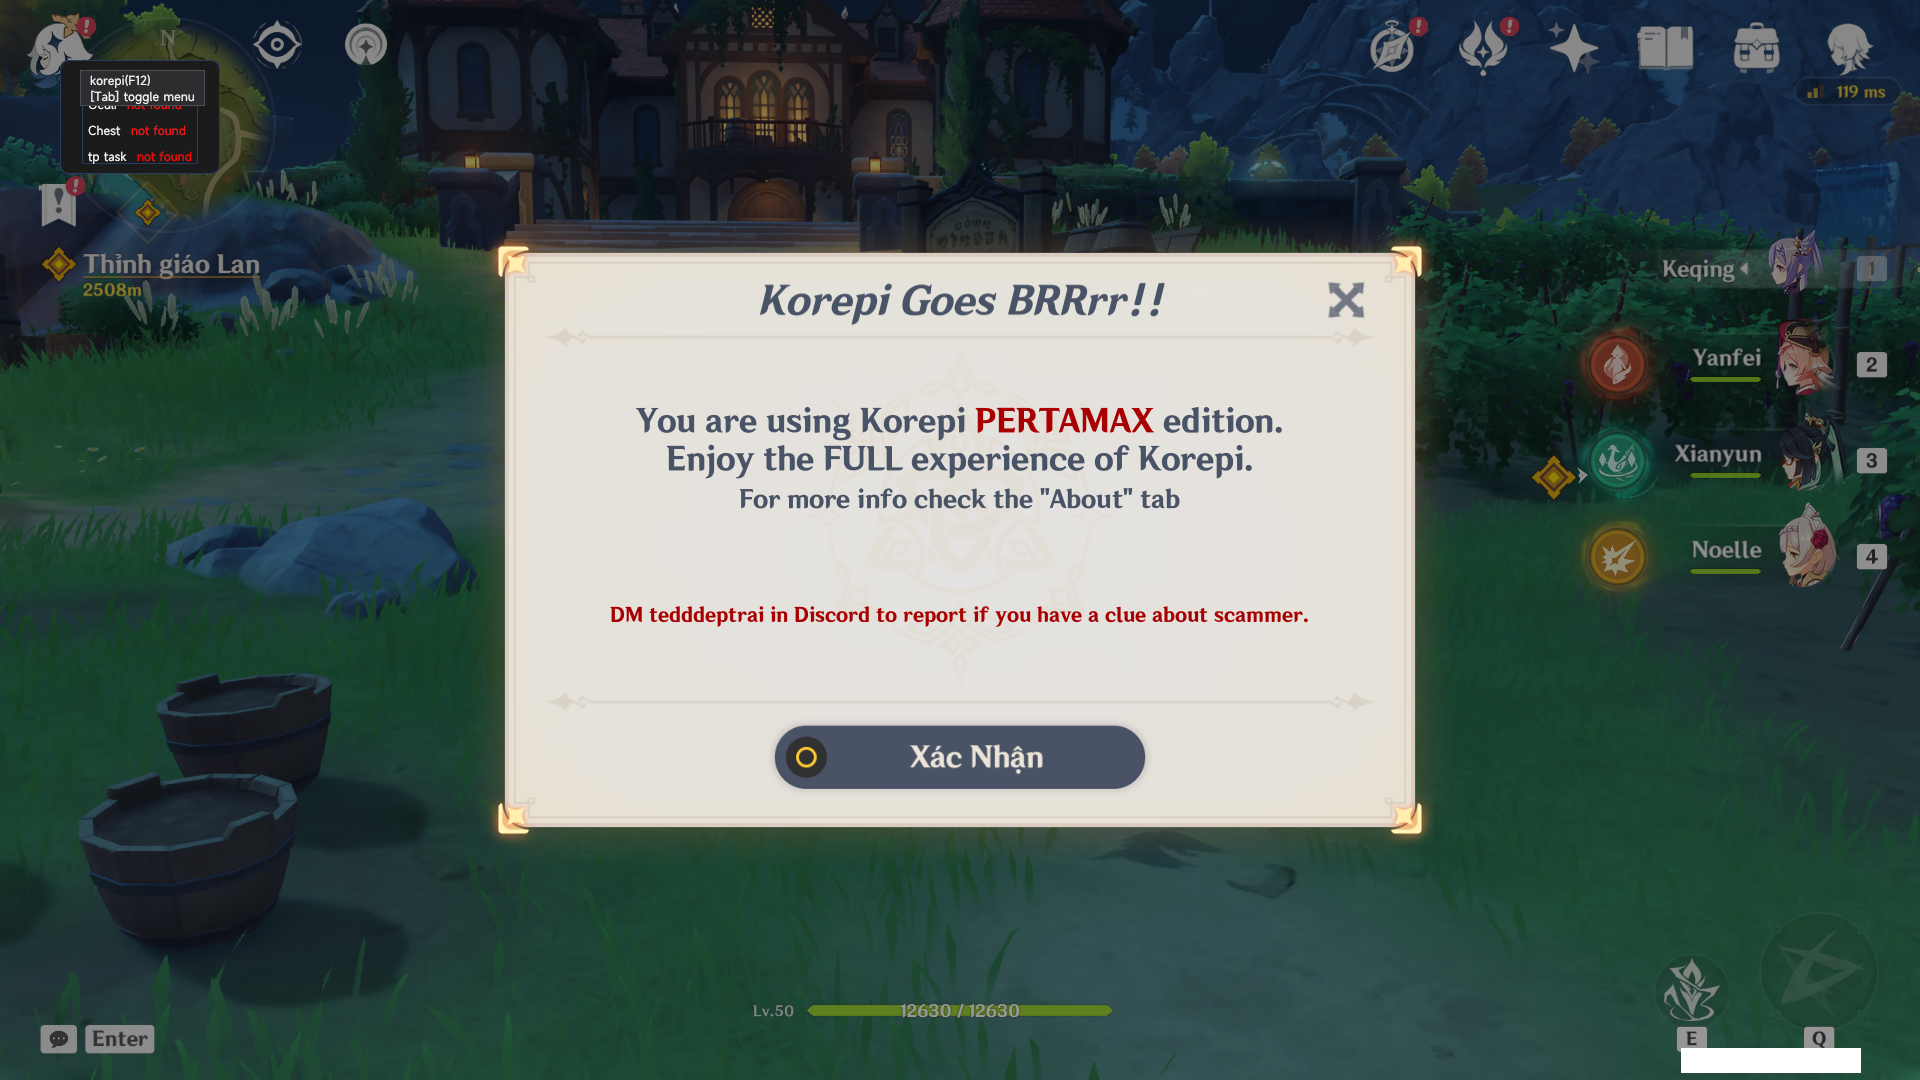 N
korepi(F12)
[Tab] toggle menu
not found
Chest not found
tp task not found
119 ms
Thỉnh giáo Lan
2508m
Keqing 1
Yanfei 2
Xianyun 3
Noelle 4
Korepi Goes BRRrr!!
You are using Korepi PERTAMAX edition.
Enjoy the FULL experience of Korepi.
For more info check the "About" tab
DM tedddeptrai in Discord to report if you have a clue about scammer.
Xác Nhận
Lv.50 12630 / 12630
Enter
E Q